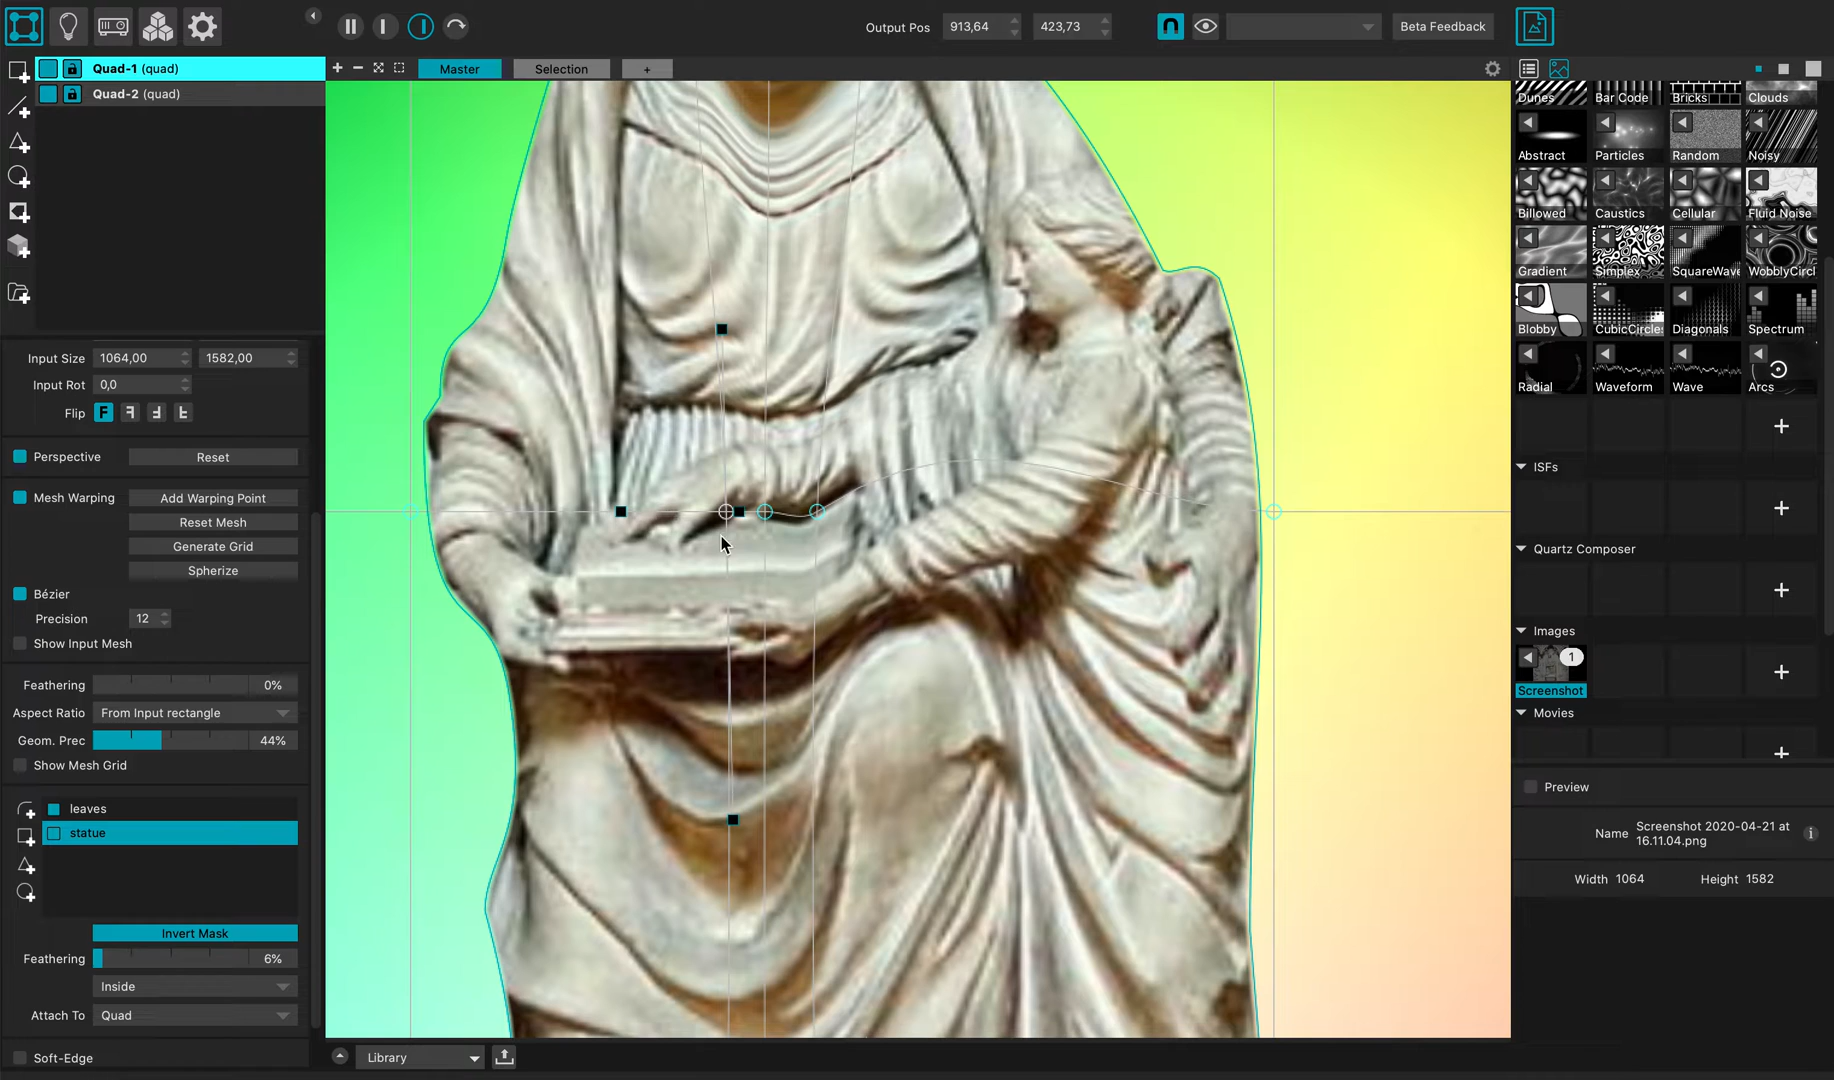 Output Pos 913,64 423,73 Beta Feedback
Quad-1 (quad)
Quad-2 (quad)
Master Selection +
Input Size 1064,00 1582,00
Input Rot 0,0
Flip
Perspective Reset
Mesh Warping Add Warping Point
Reset Mesh
Generate Grid
Spherize
Bézier
Precision 12
Show Input Mesh
Feathering 0%
Aspect Ratio From Input rectangle
Geom. Prec 44%
Show Mesh Grid
leaves
statue
Invert Mask
Feathering 6%
Inside
Attach To Quad
Soft-Edge
Library
Dunes Bar Code Bricks Clouds
Abstract Particles Random Noisy
Billowed Caustics Cellular Fluid Noise
Gradient Simplex SquareWave WobblyCircl
Blobby CubicCircles Diagonals Spectrum
Radial Waveform Wave Arcs
ISFs
Quartz Composer
Images
1
Screenshot
Movies
Preview
Name Screenshot 2020-04-21 at
16.11.04.png
Width 1064 Height 1582